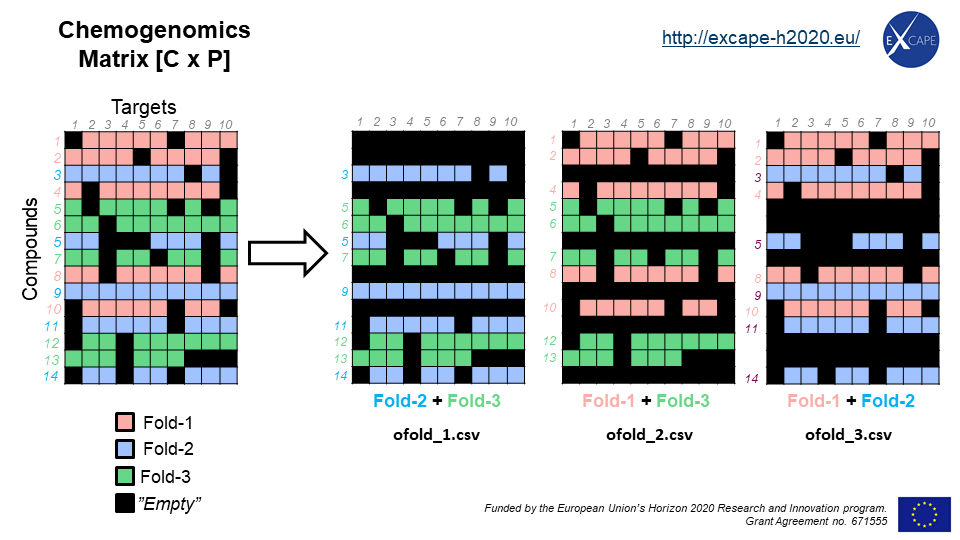 Chemogenomics
Matrix [C x P]
http://excape-h2020.eu/
EXCAPE
Targets
1 2 3 4 5 6 7 8 9 10
Compounds
1
2
3
4
5
6
5
7
8
9
10
11
12
13
14
1 2 3 4 5 6 7 8 9 10
3
5
6
5
7
9
11
12
13
14
Fold-2 + Fold-3
ofold_1.csv
1 2 3 4 5 6 7 8 9 10
1
2
4
5
6
7
8
10
12
13
Fold-1 + Fold-3
ofold_2.csv
1 2 3 4 5 6 7 8 9 10
1
2
3
4
5
8
9
10
11
14
Fold-1 + Fold-2
ofold_3.csv
Fold-1
Fold-2
Fold-3
”Empty”
Funded by the European Union’s Horizon 2020 Research and Innovation program.
Grant Agreement no. 671555